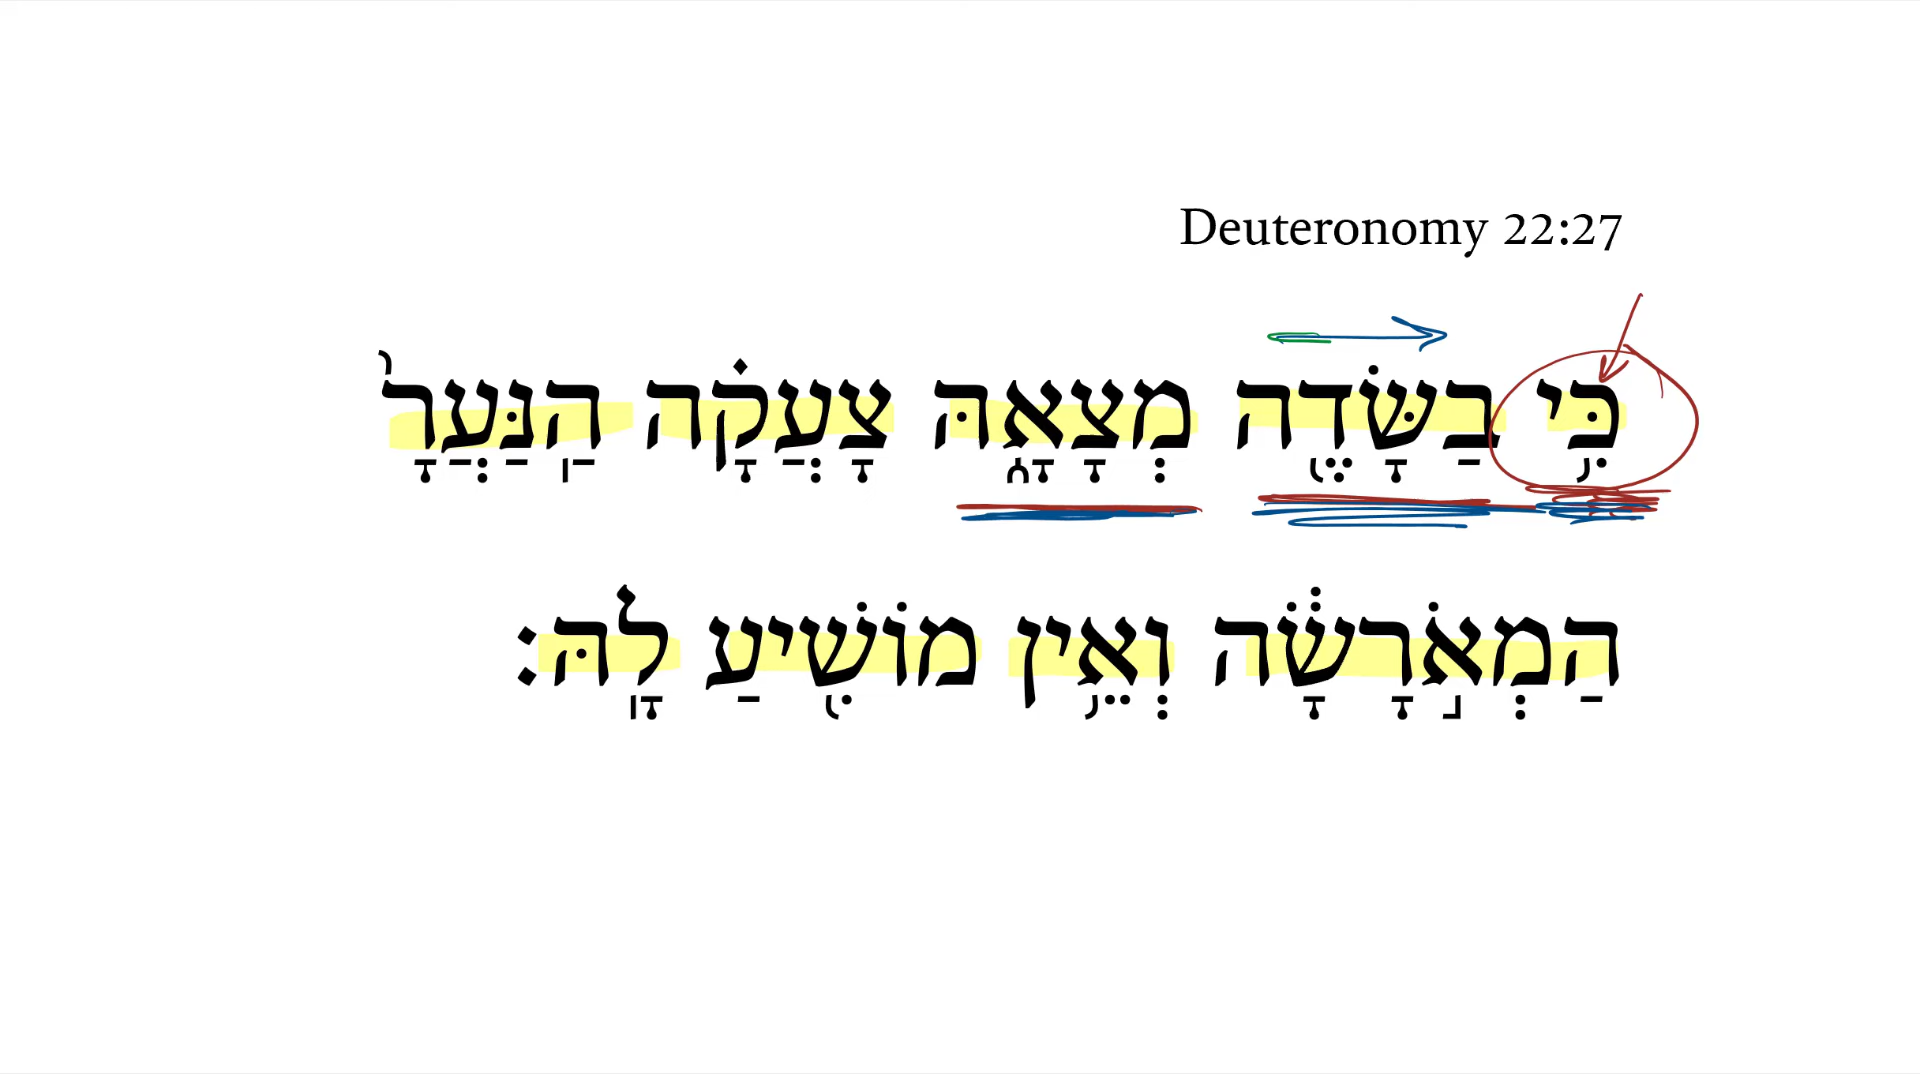 Deuteronomy 22:27
כִּ֥י בַשָּׂדֶ֖ה מְצָאָ֑הּ צָעֲקָ֗ה הַֽנַּעֲרָ֙
הַמְאֹ֣רָשָׂ֔ה וְאֵ֥ין מוֹשִׁ֖יעַ לָֽהּ׃